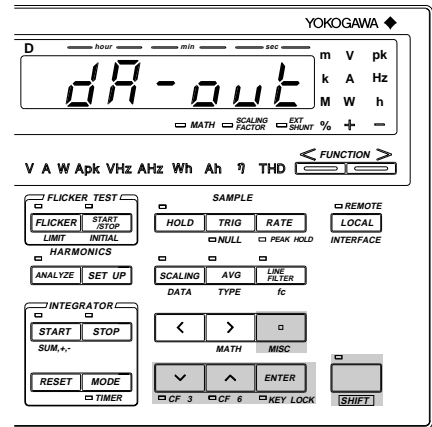 YOKOGAWA
D hour min sec m V pk
dA-out k A Hz
M W h
MATH SCALING FACTOR EXT SHUNT % + −
V A W Apk VHz AHz Wh Ah η THD < FUNCTION >
FLICKER TEST SAMPLE
REMOTE
FLICKER START /STOP HOLD TRIG RATE LOCAL
LIMIT INITIAL NULL PEAK HOLD INTERFACE
HARMONICS
ANALYZE SET UP SCALING AVG LINE FILTER
DATA TYPE fc
INTEGRATOR
START STOP < >
SUM,+,- MATH MISC
RESET MODE ENTER
TIMER CF 3 CF 6 KEY LOCK SHIFT